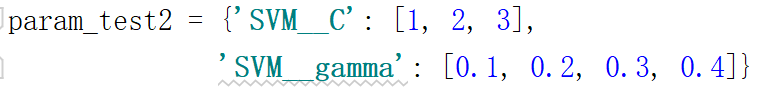 param_test2 = {'SVM__C': [1, 2, 3],
'SVM__gamma': [0.1, 0.2, 0.3, 0.4]}